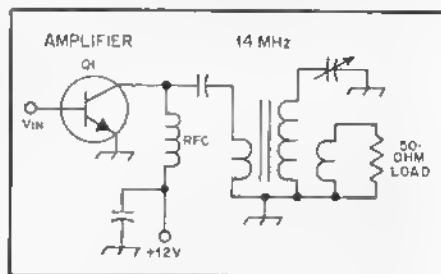 AMPLIFIER
14 MHz
Q1
VIN
RFC
50-
OHM
LOAD
+12V